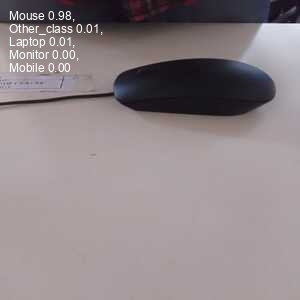 Mouse 0.98,
Other_class 0.01,
Laptop 0.01,
Monitor 0.00,
Mobile 0.00